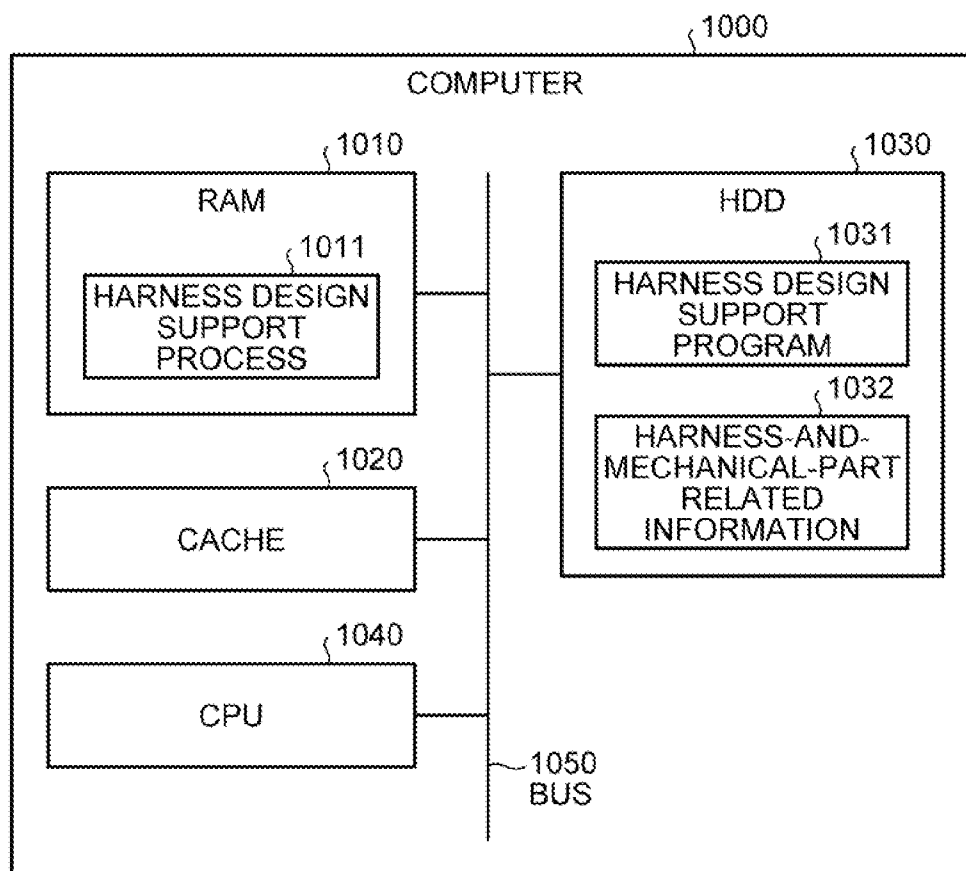 1000
COMPUTER
1010
RAM
1011
HARNESS DESIGN
SUPPORT
PROCESS
1020
CACHE
1040
CPU
1030
HDD
1031
HARNESS DESIGN
SUPPORT
PROGRAM
1032
HARNESS-AND-
MECHANICAL-PART
RELATED
INFORMATION
1050
BUS